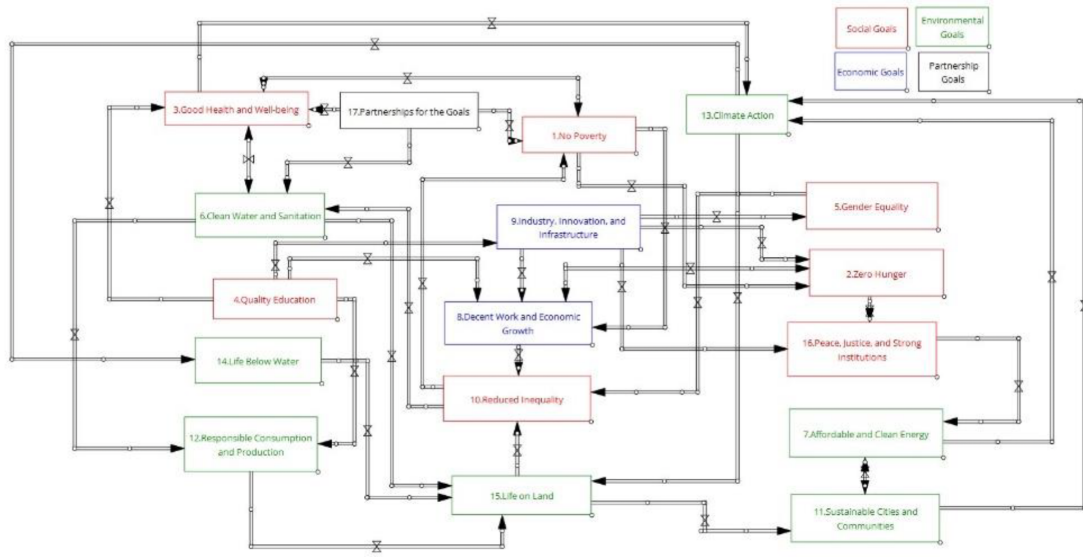 Social Goals
Environmental
Goals
Economic Goals
Partnership
Goals
3.Good Health and Well-being
17.Partnerships for the Goals
1.No Poverty
13.Climate Action
6.Clean Water and Sanitation
9.Industry, Innovation, and
Infrastructure
5.Gender Equality
2.Zero Hunger
4.Quality Education
8.Decent Work and Economic
Growth
16.Peace, Justice, and Strong
Institutions
14.Life Below Water
10.Reduced Inequality
12.Responsible Consumption
and Production
7.Affordable and Clean Energy
15.Life on Land
11.Sustainable Cities and
Communities